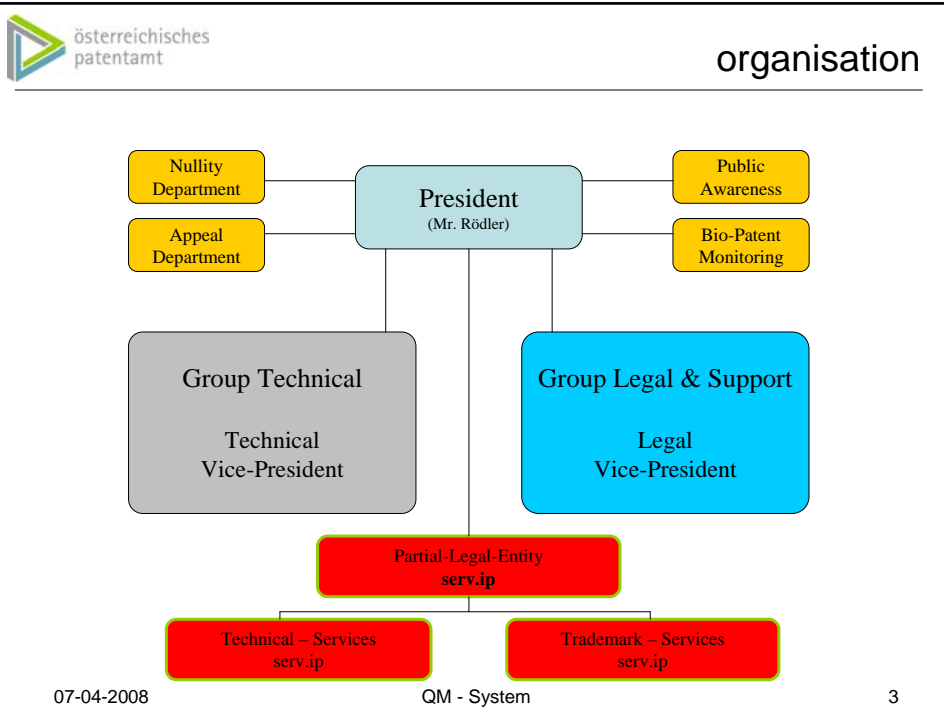 österreichisches
patentamt
organisation
Nullity
Department
Public
Awareness
President
(Mr. Rödler)
Appeal
Department
Bio-Patent
Monitoring
Group Technical
Technical
Vice-President
Group Legal & Support
Legal
Vice-President
Partial-Legal-Entity
serv.ip
Technical – Services
serv.ip
Trademark – Services
serv.ip
07-04-2008
QM - System
3